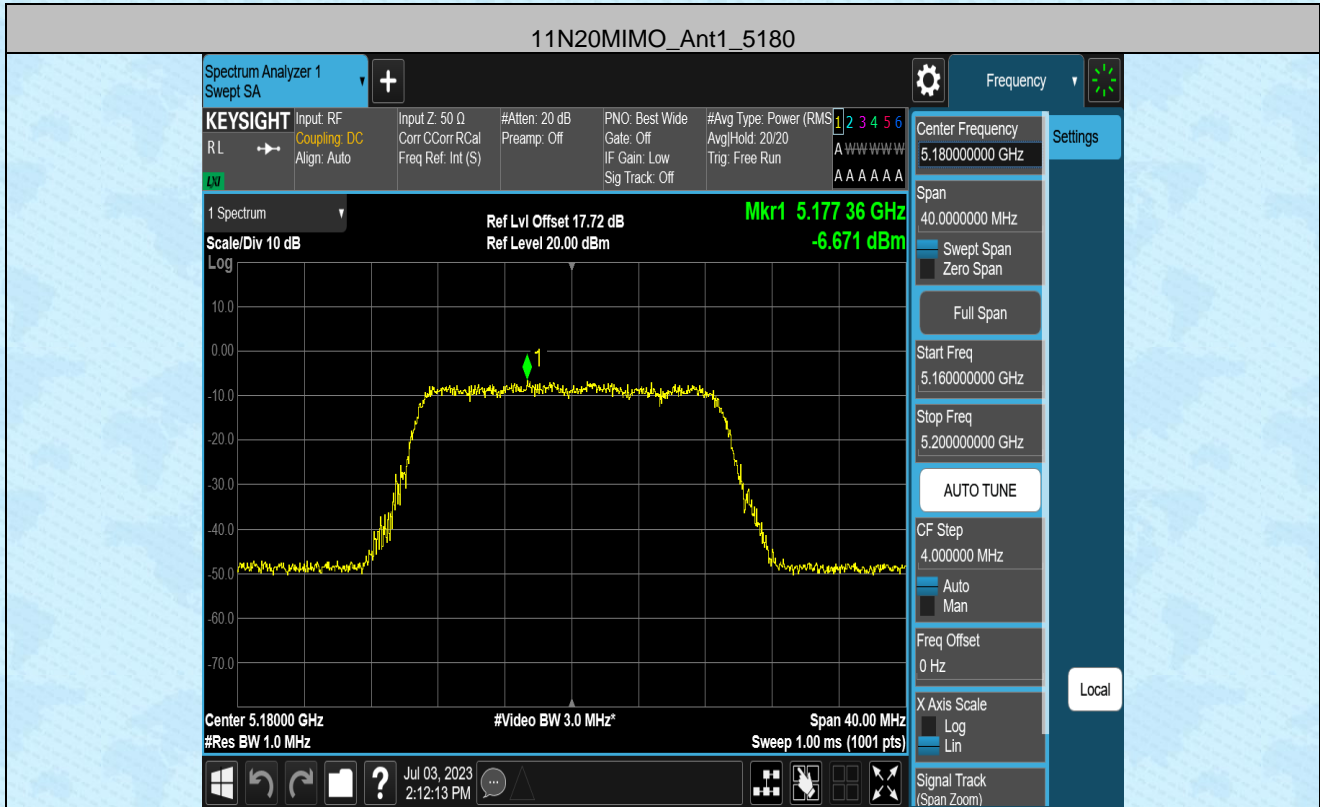 11N20MIMO_Ant1_5180
Spectrum Analyzer 1
Swept SA
+
Frequency
KEYSIGHT
R L
LXI
Input: RF
Coupling: DC
Align: Auto
Input Z: 50 Ω
Corr CCorr RCal
Freq Ref: Int (S)
#Atten: 20 dB
Preamp: Off
PNO: Best Wide
Gate: Off
IF Gain: Low
Sig Track: Off
#Avg Type: Power (RMS
Avg|Hold: 20/20
Trig: Free Run
1 2 3 4 5 6
A W W W W W
A A A A A A
1 Spectrum
Scale/Div 10 dB
Ref Lvl Offset 17.72 dB
Ref Level 20.00 dBm
Mkr1 5.177 36 GHz
-6.671 dBm
Log
10.0
0.00
-10.0
-20.0
-30.0
-40.0
-50.0
-60.0
-70.0
1
Center 5.18000 GHz
#Res BW 1.0 MHz
#Video BW 3.0 MHz*
Span 40.00 MHz
Sweep 1.00 ms (1001 pts)
Center Frequency
5.180000000 GHz
Settings
Span
40.0000000 MHz
Swept Span
Zero Span
Full Span
Start Freq
5.160000000 GHz
Stop Freq
5.200000000 GHz
AUTO TUNE
CF Step
4.000000 MHz
Auto
Man
Freq Offset
0 Hz
X Axis Scale
Log
Lin
Local
Signal Track
(Span Zoom)
?
Jul 03, 2023
2:12:13 PM